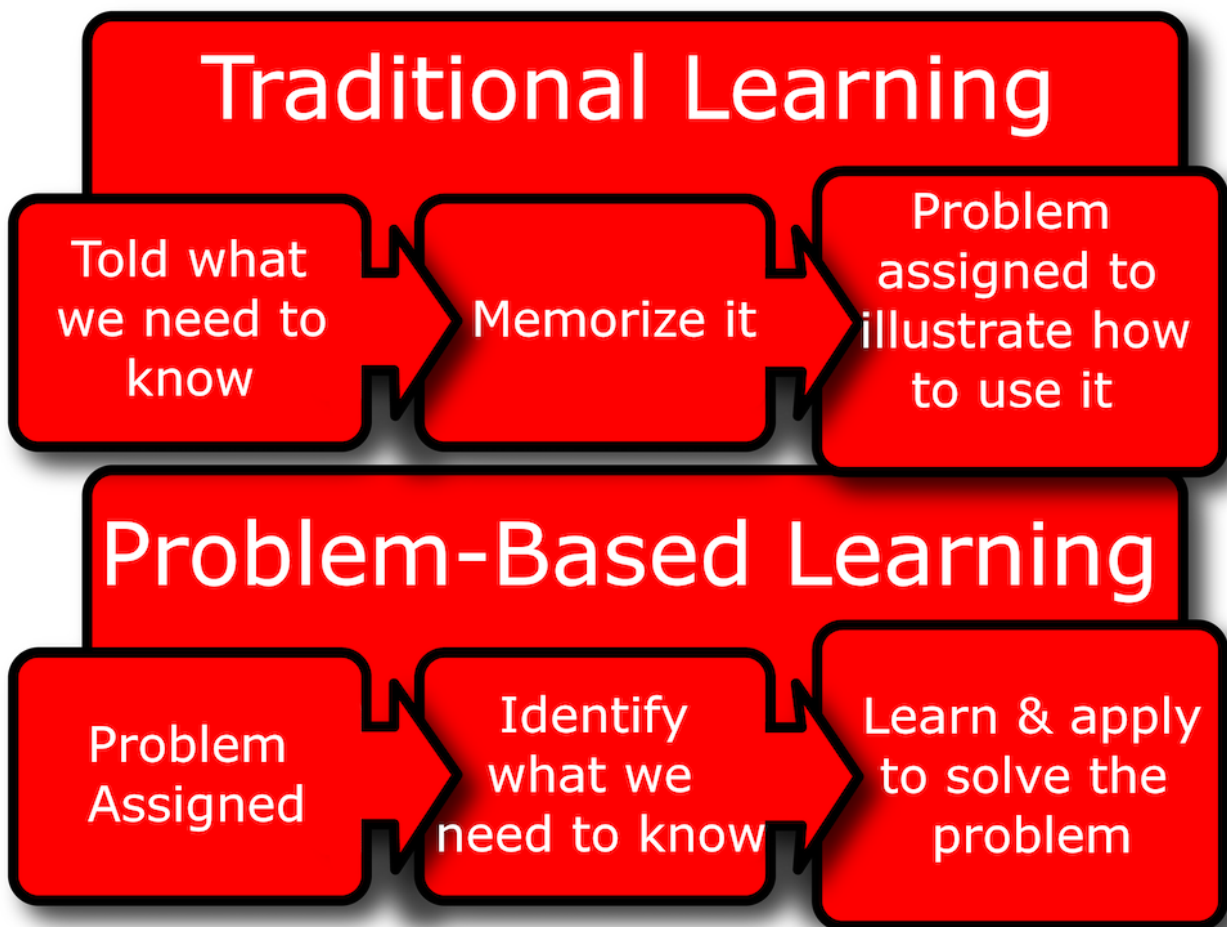 Traditional Learning
Told what
we need to
know
Memorize it
Problem
assigned to
illustrate how
to use it
Problem-Based Learning
Problem
Assigned
Identify
what we
need to know
Learn & apply
to solve the
problem